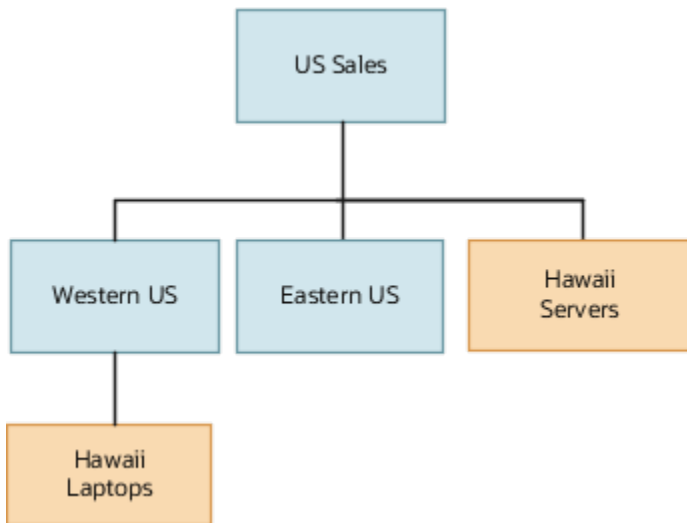 US Sales
Western US
Eastern US
Hawaii
Servers
Hawaii
Laptops